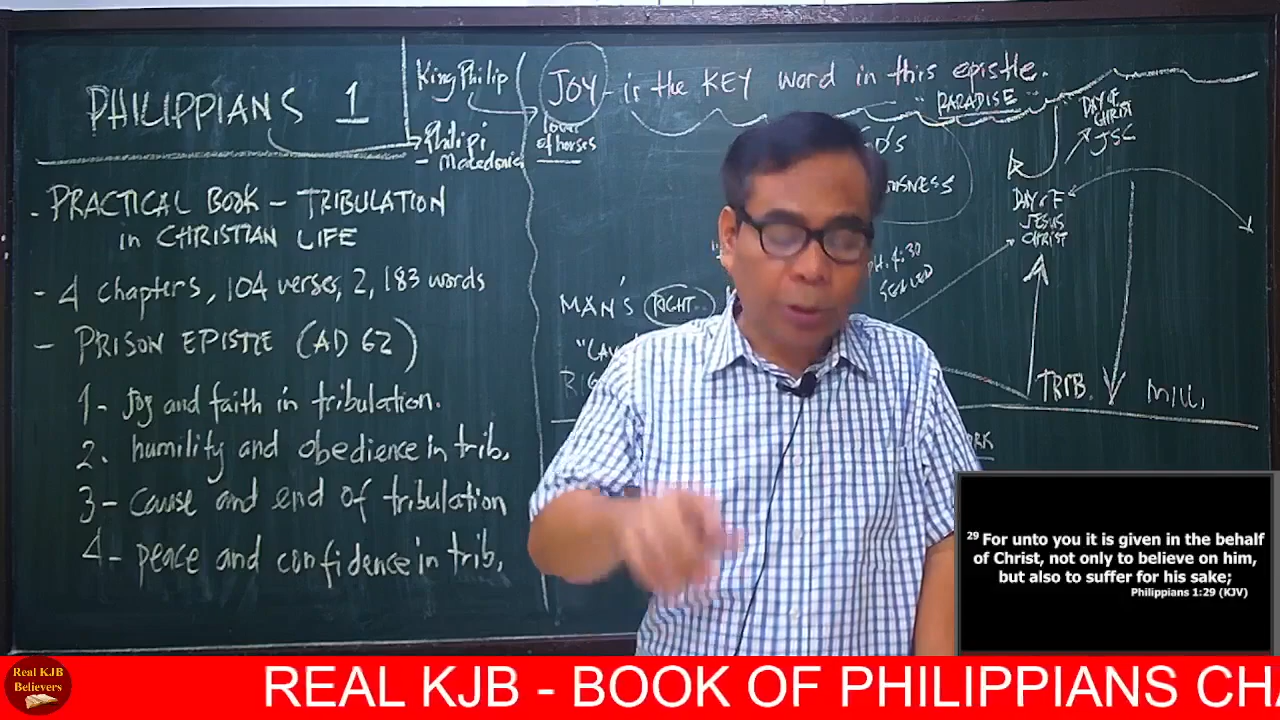 PHILIPPIANS 1
King Philip
Philipi
- Macedonia
- PRACTICAL BOOK - TRIBULATION
in CHRISTIAN LIFE
- 4 chapters, 104 verses, 2,183 words
- PRISON EPISTLE (AD 62)
1- Joy and faith in tribulation.
2. humility and obedience in trib.
3- cause and end of tribulation
4- peace and confidence in trib.
JOY - is the KEY word in this epistle.
of horses
"PARADISE"
DAY OF
CHRIST
JSC
DAY OF
JESUS
CHRIST
4:30
SEALED
MAN'S RIGHT
TRIB.
MILL.
29 For unto you it is given in the behalf
of Christ, not only to believe on him,
but also to suffer for his sake;
Philippians 1:29 (KJV)
Real KJB
Believers
REAL KJB - BOOK OF PHILIPPIANS CHA